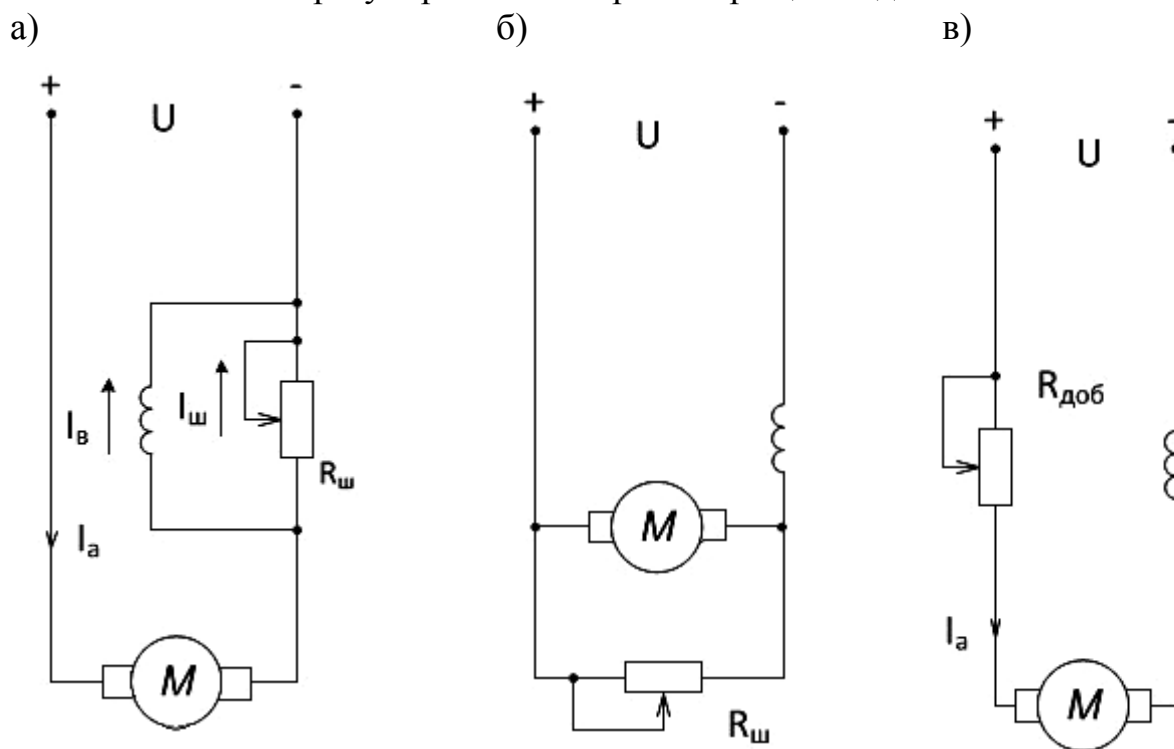 а) б) в)
+ - U
+ - U
+ - U
Iв Iш Rш
Rдоб
Iа
M
M
Rш
Iа
M